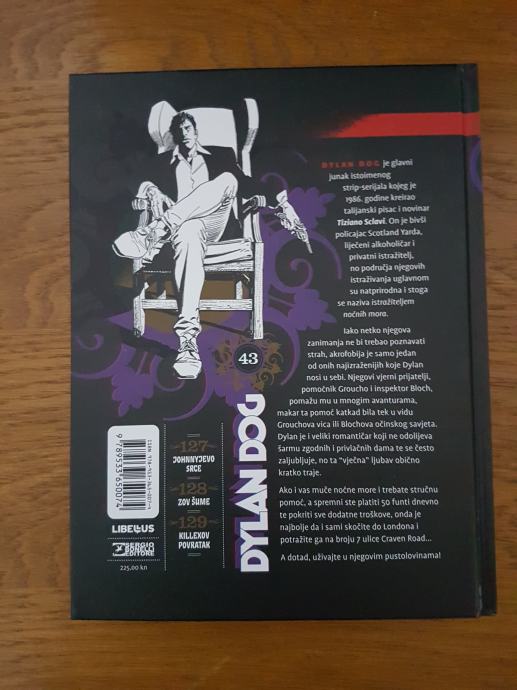 DYLAN DOG je glavni
junak istoimenog
strip-serijala kojeg je
1986. godine kreirao
talijanski pisac i novinar
Tiziano Sclavi. On je bivši
policajac Scotland Yarda,
liječeni alkoholičar i
privatni istražitelj,
no područja njegovih
istraživanja uglavnom
su natprirodna i stoga
se naziva istražiteljem
noćnih mora.
Iako netko njegova
zanimanja ne bi trebao poznavati
strah, akrofobija je samo jedan
od onih najizraženijih koje Dylan
nosi u sebi. Njegovi vjerni prijatelji,
pomoćnik Groucho i inspektor Bloch,
pomažu mu u mnogim avanturama,
makar ta pomoć katkad bila tek u vidu
Grouchova vica ili Blochova očinskog savjeta.
Dylan je i veliki romantičar koji ne odolijeva
šarmu zgodnih i privlačnih dama te se često
zaljubljuje, no ta "vječna" ljubav obično
kratko traje.
Ako i vas muče noćne more i trebate stručnu
pomoć, a spremni ste platiti 50 funti dnevno
te pokriti sve dodatne troškove, onda je
najbolje da i sami skočite do Londona i
potražite ga na broju 7 ulice Craven Road...
A dotad, uživajte u njegovim pustolovinama!
43
DYLAN DOG
127
JOHNNYJEVO
SRCE
128
ZOV ŠUME
129
KILLEXOV
POVRATAK
9789533650074
LIBELLUS
SERGIO
BONELLI
EDITORE
225,00 kn